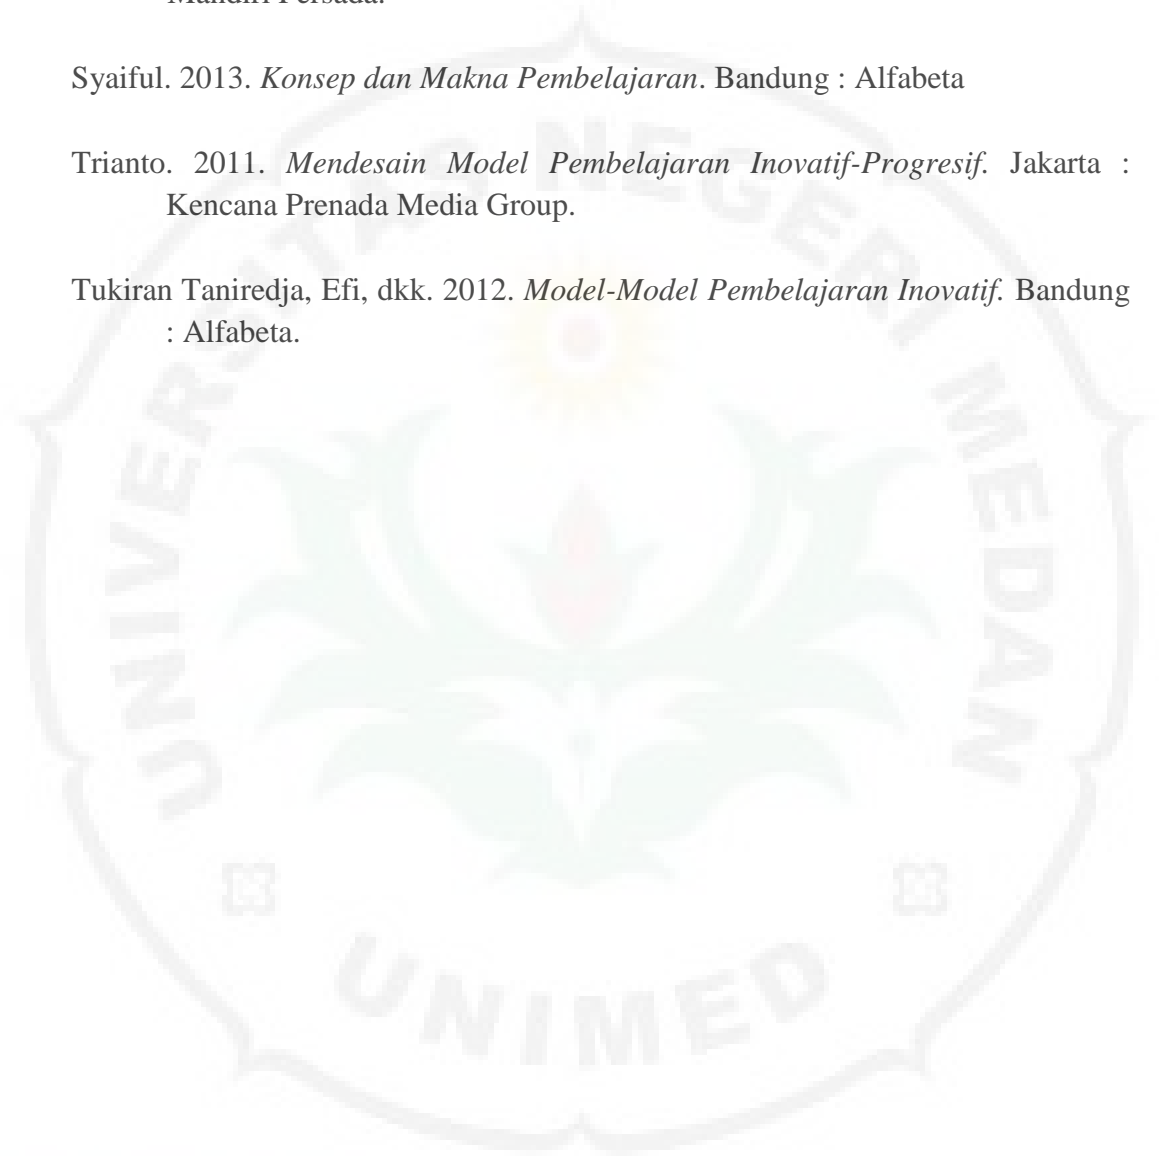 Mandiri Persada.
Syaiful. 2013. Konsep dan Makna Pembelajaran. Bandung : Alfabeta
Trianto. 2011. Mendesain Model Pembelajaran Inovatif-Progresif. Jakarta :
Kencana Prenada Media Group.
Tukiran Taniredja, Efi, dkk. 2012. Model-Model Pembelajaran Inovatif. Bandung
: Alfabeta.
UNIVERSITAS NEGERI MEDAN
UNIMED